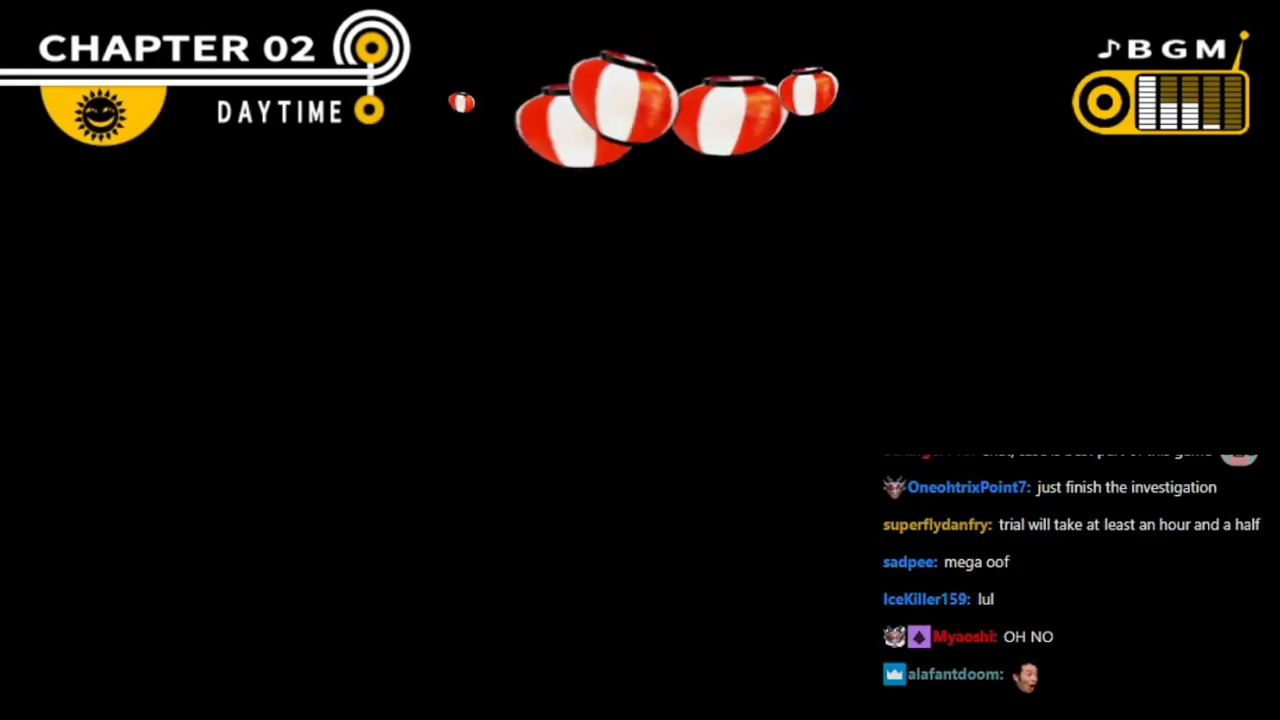 CHAPTER 02
♪BGM
DAYTIME
OneohtrixPoint7: just finish the investigation
superflydanfry: trial will take at least an hour and a half
sadpee: mega oof
IceKiller159: lul
Myaoshi: OH NO
alafantdoom: